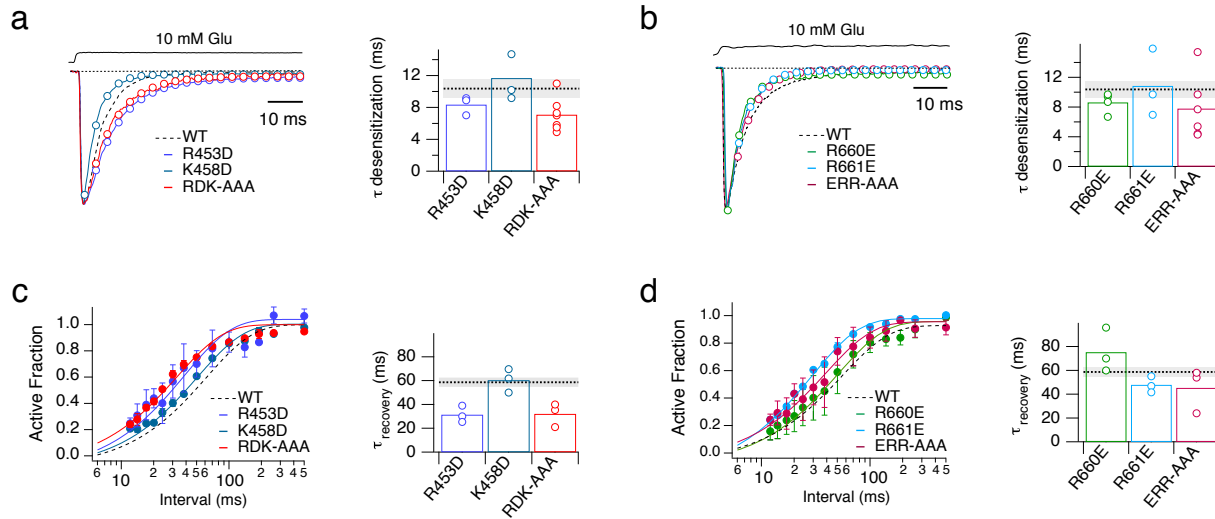 a
10 mM Glu
10 ms
WT
R453D
K458D
RDK-AAA
τ desensitization (ms)
12
8
4
0
R453D
K458D
RDK-AAA
b
10 mM Glu
10 ms
WT
R660E
R661E
ERR-AAA
τ desensitization (ms)
12
8
4
0
R660E
R661E
ERR-AAA
c
Active Fraction
1.0
0.8
0.6
0.4
0.2
0.0
WT
R453D
K458D
RDK-AAA
6 10 2 3 4 5 6 100 2 3 4 5
Interval (ms)
τ recovery (ms)
80
60
40
20
0
R453D
K458D
RDK-AAA
d
Active Fraction
1.0
0.8
0.6
0.4
0.2
0.0
WT
R660E
R661E
ERR-AAA
6 10 2 3 4 5 6 100 2 3 4 5
Interval (ms)
τ recovery (ms)
80
60
40
20
0
R660E
R661E
ERR-AAA